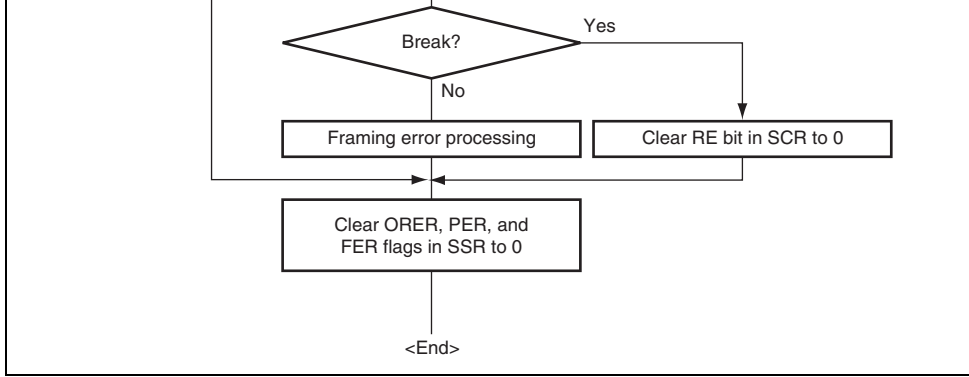 Break?
Yes
No
Framing error processing
Clear RE bit in SCR to 0
Clear ORER, PER, and
FER flags in SSR to 0
<End>